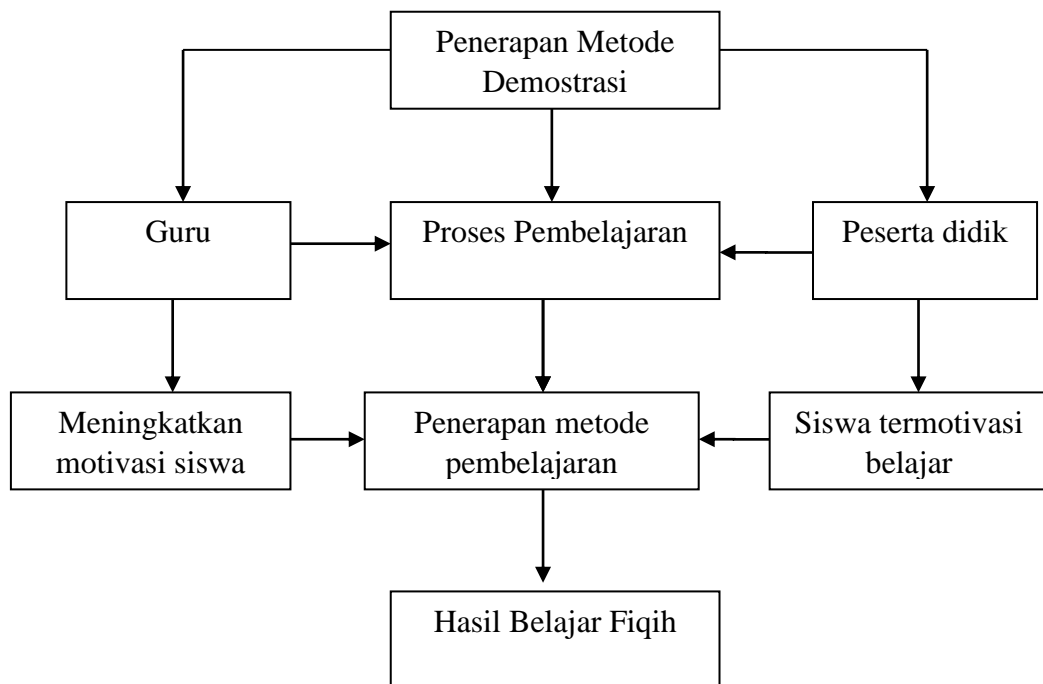 Penerapan Metode
Demostrasi
Guru
Proses Pembelajaran
Peserta didik
Meningkatkan
motivasi siswa
Penerapan metode
pembelajaran
Siswa termotivasi
belajar
Hasil Belajar Fiqih